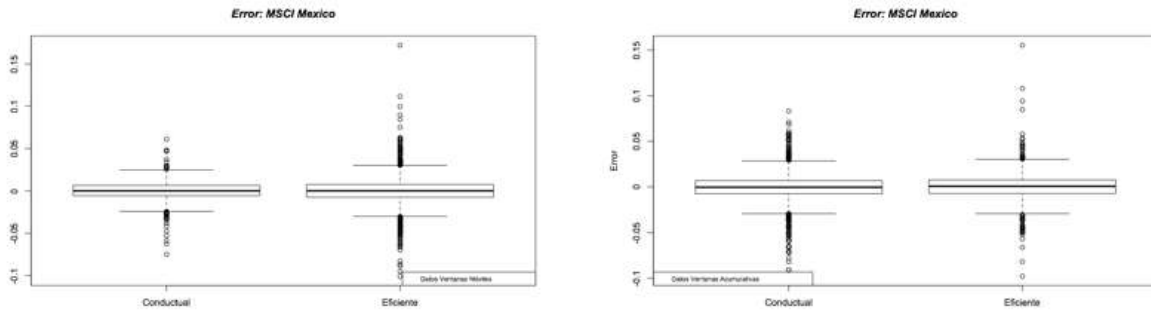 Error: MSCI Mexico
0.15
0.1
0.05
0
-0.05
-0.1
Datos Ventanas Móviles
Conductual
Eficiente
Error: MSCI Mexico
Error
0.15
0.1
0.05
0
-0.05
-0.1
Datos Ventanas Acumulativas
Conductual
Eficiente